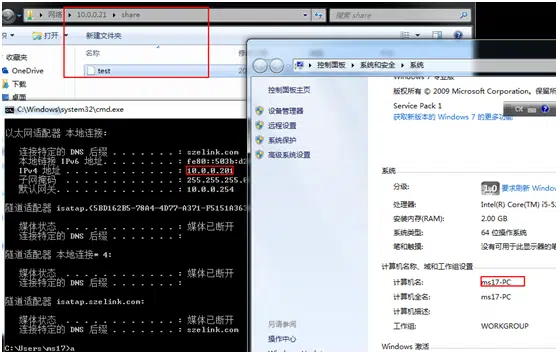 网络 10.0.0.21 share
搜索 share
打开
新建文件夹
名称
收藏夹
OneDrive
下载
桌面
test
C:\Windows\system32\cmd.exe
以太网适配器 本地连接:
连接特定的 DNS 后缀 . . . . . . . : szelink.com
本地链接 IPv6 地址. . . . . . . . : fe80::503b:d2
IPv4 地址 . . . . . . . . . . . . : 10.0.0.201
子网掩码 . . . . . . . . . . . . : 255.255.255.0
默认网关. . . . . . . . . . . . . : 10.0.0.254
隧道适配器 isatap.{5BD162B5-78A4-4D77-A371-F5151A363
媒体状态 . . . . . . . . . . . . : 媒体已断开
连接特定的 DNS 后缀 . . . . . . . :
隧道适配器 本地连接* 4:
媒体状态 . . . . . . . . . . . . : 媒体已断开
连接特定的 DNS 后缀 . . . . . . . :
隧道适配器 isatap.szelink.com:
媒体状态 . . . . . . . . . . . . : 媒体已断开
连接特定的 DNS 后缀 . . . . . . . : szelink.com
C:\Users\ms17>a
控制面板 系统和安全 系统
控制面板主页
设备管理器
远程设置
系统保护
高级系统设置
另请参阅
操作中心
Windows 7 专业版
版权所有 © 2009 Microsoft Corporation。保留所
Service Pack 1
获取新版本的 Windows 7 的更多功能
CH
系统
分级:
1.0 要求刷新 Window
处理器: Intel(R) Core(TM) i5-5
安装内存(RAM): 2.00 GB
系统类型: 64 位操作系统
笔和触摸: 没有可用于此显示器的笔
计算机名称、域和工作组设置
计算机名: ms17-PC
计算机全名: ms17-PC
计算机描述:
工作组: WORKGROUP
Windows 激活